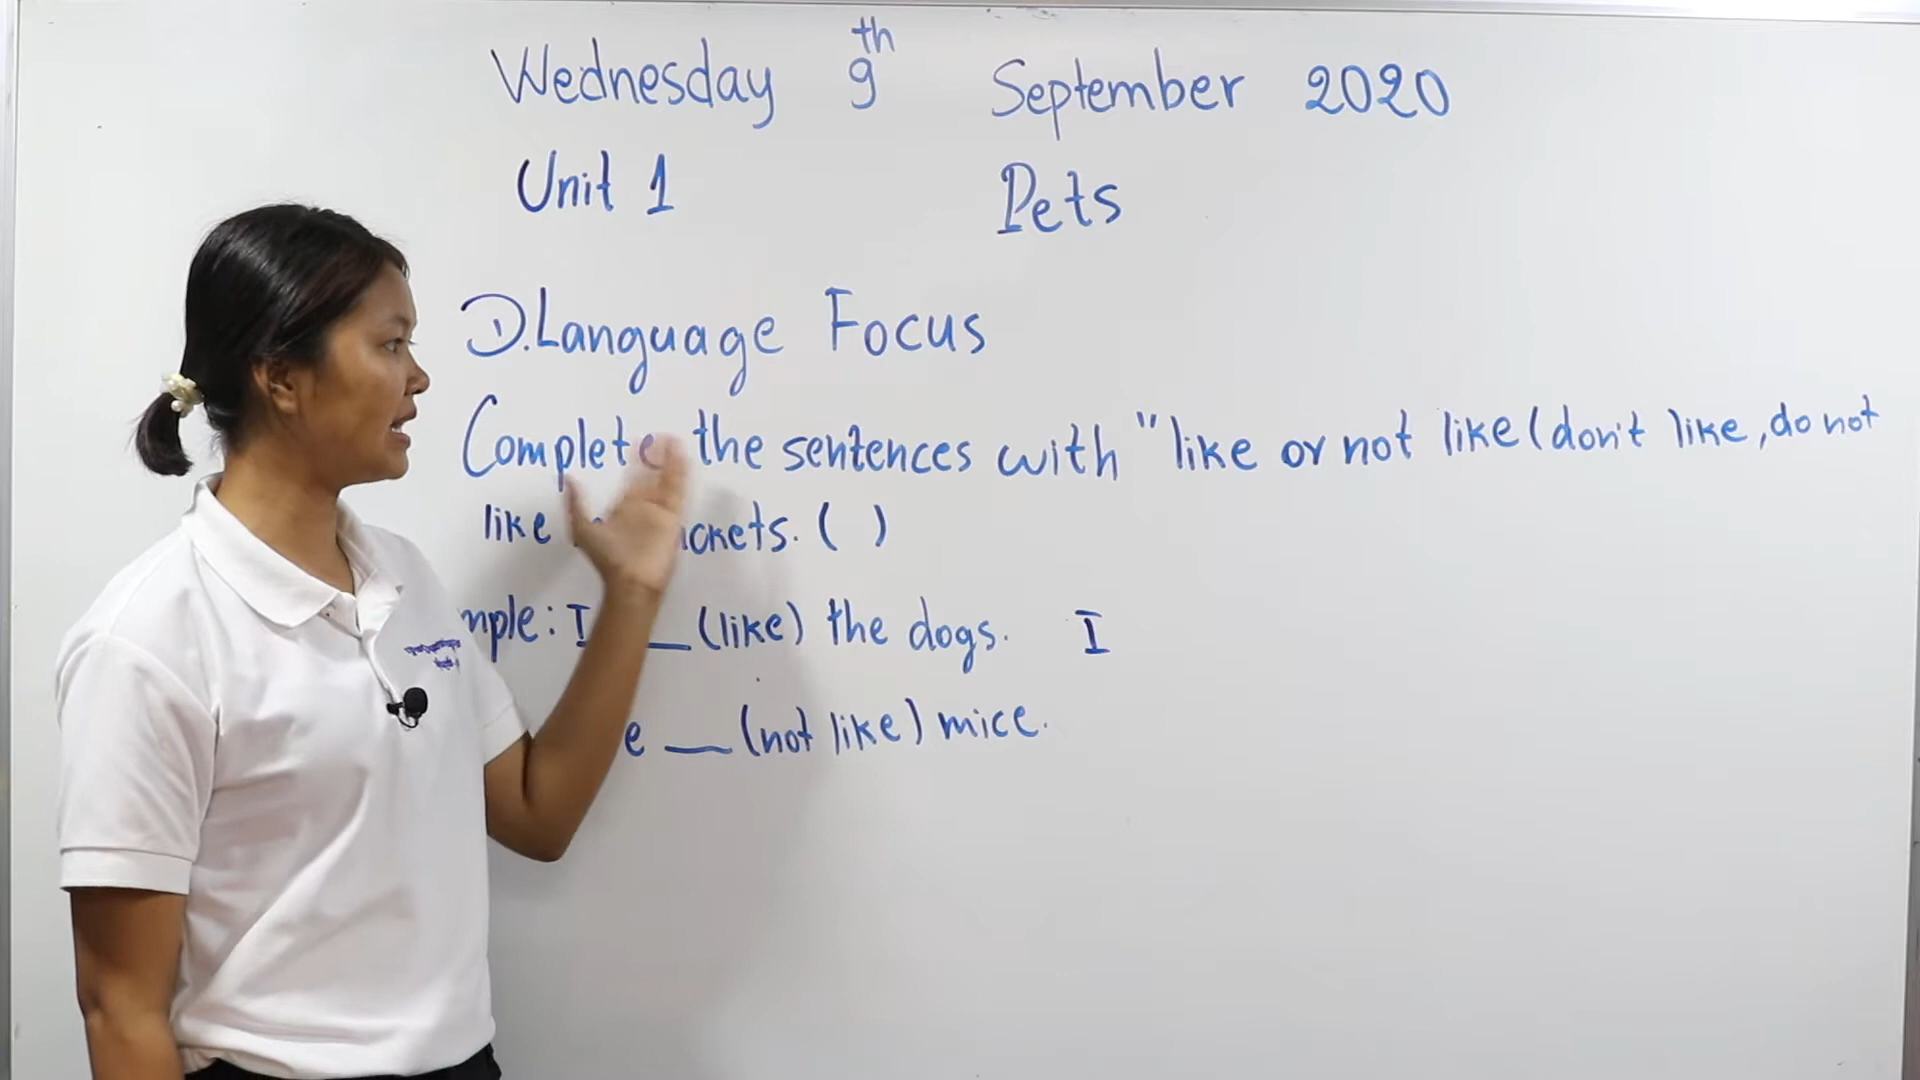 Wednesday 9th September 2020
Unit 1 Pets
D. Language Focus
Complete the sentences with "like or not like (don't like, do not
like ckets. ( )
mple: I __ (like) the dogs. I
e __ (not like) mice.